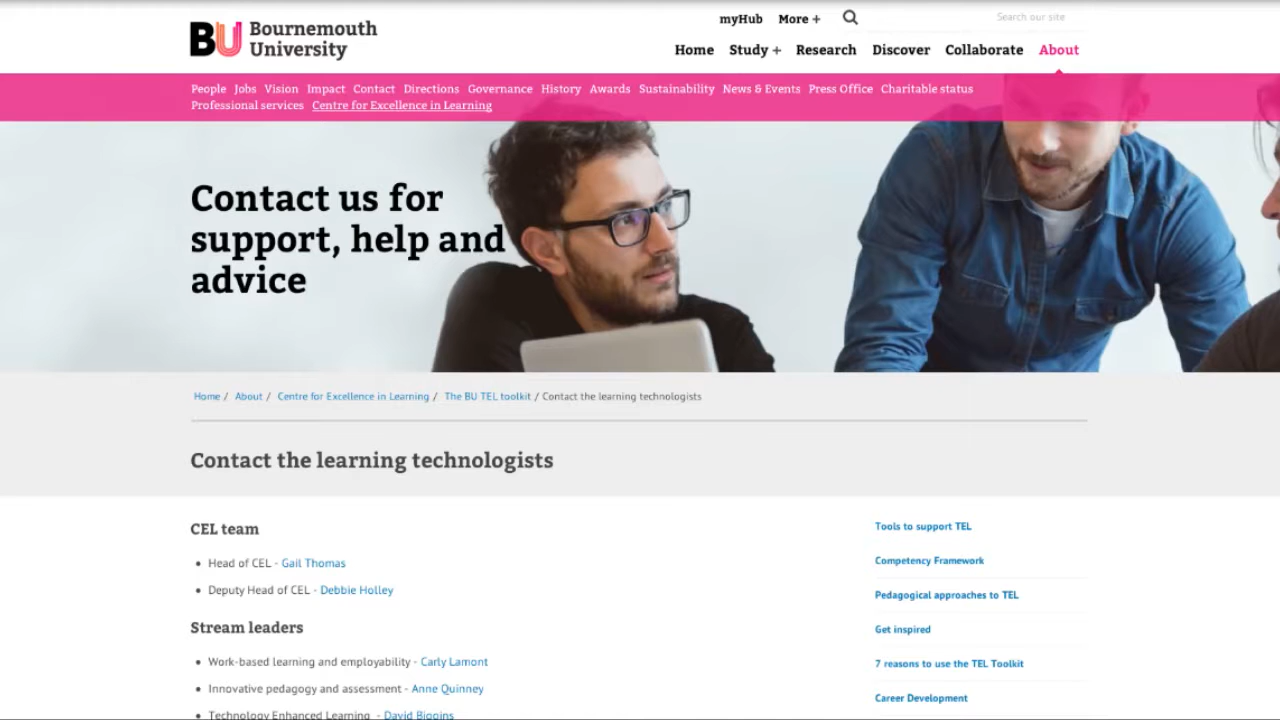 myHub More +
Search our site
BU Bournemouth
University
Home Study + Research Discover Collaborate About
People Jobs Vision Impact Contact Directions Governance History Awards Sustainability News & Events Press Office Charitable status
Professional services Centre for Excellence in Learning
Contact us for
support, help and
advice
Home / About / Centre for Excellence in Learning / The BU TEL toolkit / Contact the learning technologists
Contact the learning technologists
CEL team
Head of CEL - Gail Thomas
Deputy Head of CEL - Debbie Holley
Stream leaders
Work-based learning and employability - Carly Lamont
Innovative pedagogy and assessment - Anne Quinney
Technology Enhanced Learning - David Biggins
Tools to support TEL
Competency Framework
Pedagogical approaches to TEL
Get inspired
7 reasons to use the TEL Toolkit
Career Development